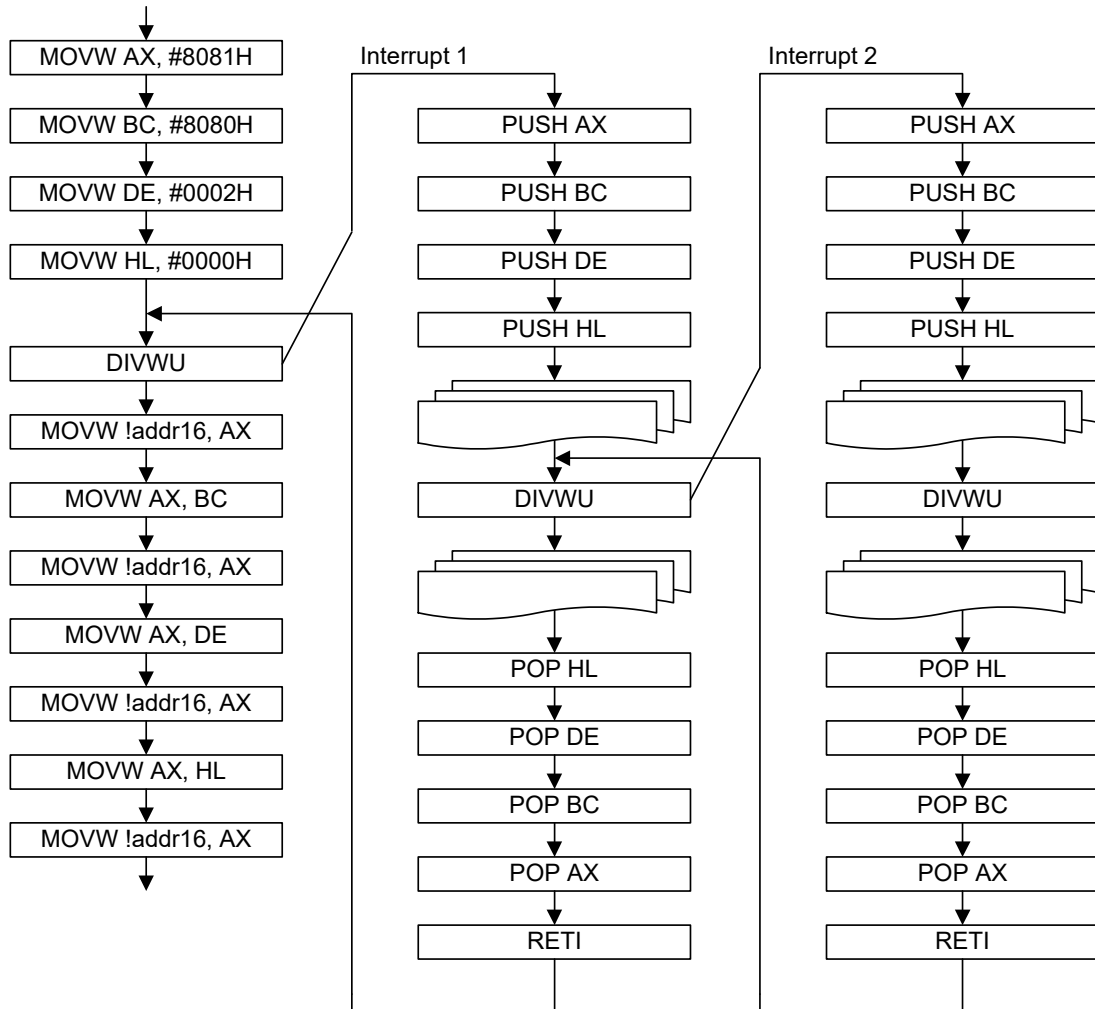 MOVW AX, #8081H
MOVW BC, #8080H
MOVW DE, #0002H
MOVW HL, #0000H
DIVWU
MOVW !addr16, AX
MOVW AX, BC
MOVW !addr16, AX
MOVW AX, DE
MOVW !addr16, AX
MOVW AX, HL
MOVW !addr16, AX
Interrupt 1
PUSH AX
PUSH BC
PUSH DE
PUSH HL
DIVWU
POP HL
POP DE
POP BC
POP AX
RETI
Interrupt 2
PUSH AX
PUSH BC
PUSH DE
PUSH HL
DIVWU
POP HL
POP DE
POP BC
POP AX
RETI